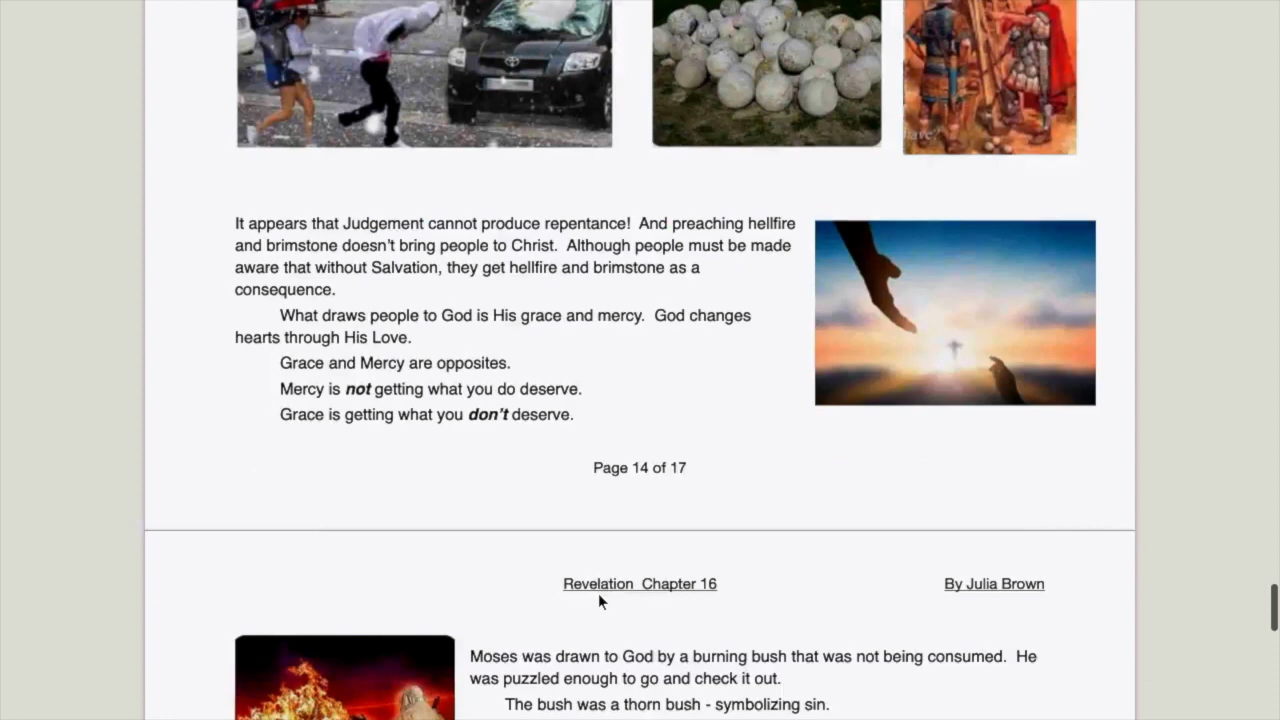 have?
It appears that Judgement cannot produce repentance!  And preaching hellfire
and brimstone doesn’t bring people to Christ.  Although people must be made
aware that without Salvation, they get hellfire and brimstone as a
consequence.
What draws people to God is His grace and mercy.  God changes
hearts through His Love.
Grace and Mercy are opposites.
Mercy is not getting what you do deserve.
Grace is getting what you don’t deserve.
Page 14 of 17
Revelation  Chapter 16
By Julia Brown
Moses was drawn to God by a burning bush that was not being consumed.  He
was puzzled enough to go and check it out.
The bush was a thorn bush - symbolizing sin.